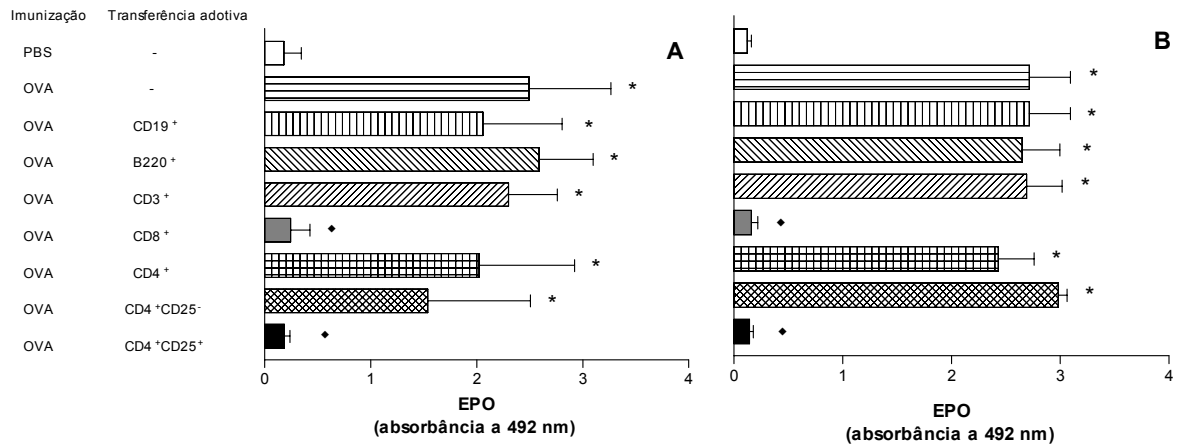 Imunização Transferência adotiva
PBS -
A
B
OVA - *
*
OVA CD19 + *
*
OVA B220 + *
*
OVA CD3 + *
*
OVA CD8 + ◆
◆
OVA CD4 + *
*
OVA CD4 +CD25- *
*
OVA CD4 +CD25+ ◆
◆
0 1 2 3 4
EPO
(absorbância a 492 nm)
0 1 2 3 4
EPO
(absorbância a 492 nm)